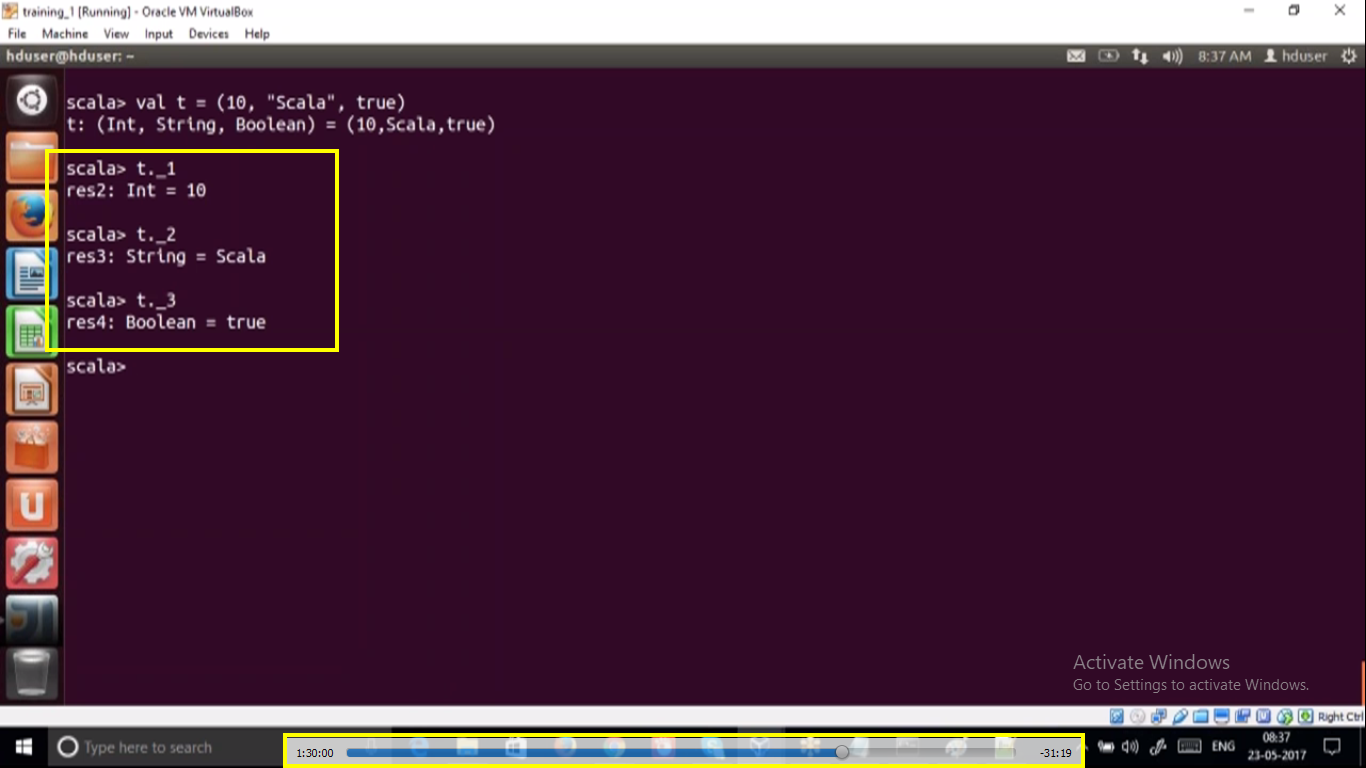 training_1 [Running] - Oracle VM VirtualBox
File Machine View Input Devices Help
hduser@hduser: ~ 8:37 AM hduser
scala> val t = (10, "Scala", true)
t: (Int, String, Boolean) = (10,Scala,true)
scala> t._1
res2: Int = 10
scala> t._2
res3: String = Scala
scala> t._3
res4: Boolean = true
scala>
Activate Windows
Go to Settings to activate Windows.
Right Ctrl
Type here to search
1:30:00 -31:19
ENG
08:37
23-05-2017